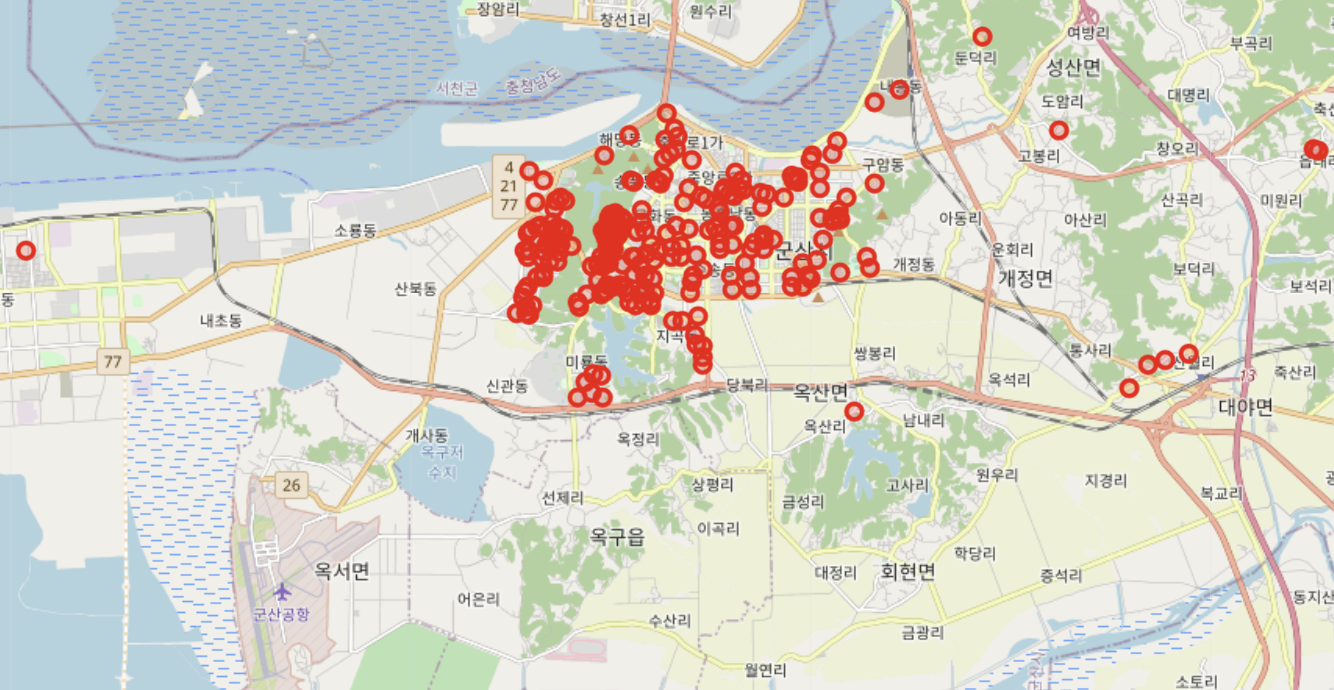 장암리
창선1리
원수리
여방리
부곡리
둔덕리
성산면
서천군
충청남도
도암리
대명리
고봉리
창오리
구암동
4
21
77
산곡리
미원리
소룡동
아동리
아산리
운회리
개정동
개정면
보덕리
산북동
내초동
77
통사리
쌍봉리
미룡동
신관동
당북리
옥산면
옥석리
죽산리
13
대야면
옥산리
남내리
개사동
옥구저
수지
옥정리
26
상평리
선제리
금성리
고사리
원우리
지경리
복교리
이곡리
옥구읍
옥서면
학당리
대정리
회현면
증석리
군산공항
어은리
수산리
금광리
월연리
소토리